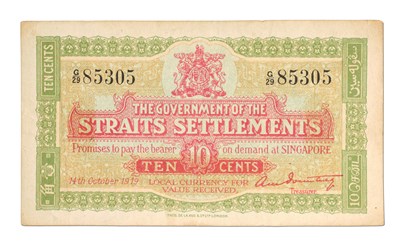 G/29 85305 G/29 85305
TEN CENTS
THE GOVERNMENT OF THE
STRAITS SETTLEMENTS
Promises to pay the bearer on demand at SINGAPORE
TEN 10 CENTS
14th October 1919
LOCAL CURRENCY FOR
VALUE RECEIVED.
Treasurer